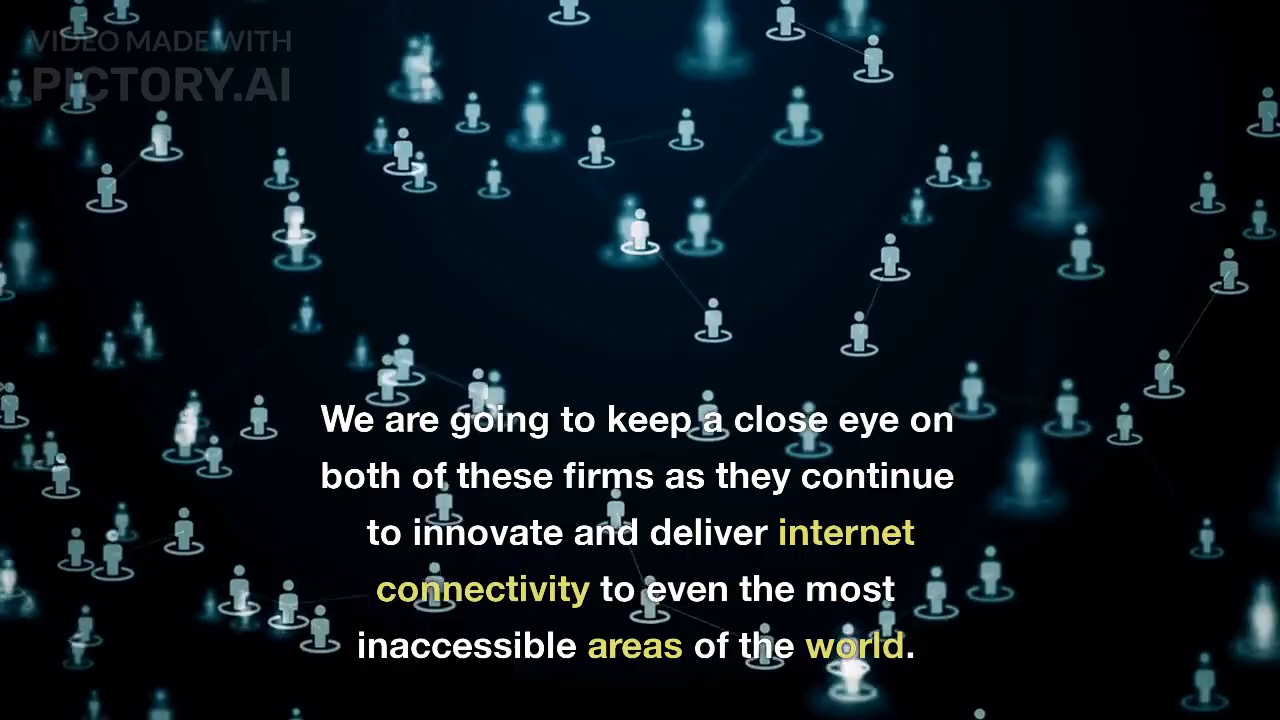 VIDEO MADE WITH
PICTORY.AI
We are going to keep a close eye on
both of these firms as they continue
to innovate and deliver internet
connectivity to even the most
inaccessible areas of the world.